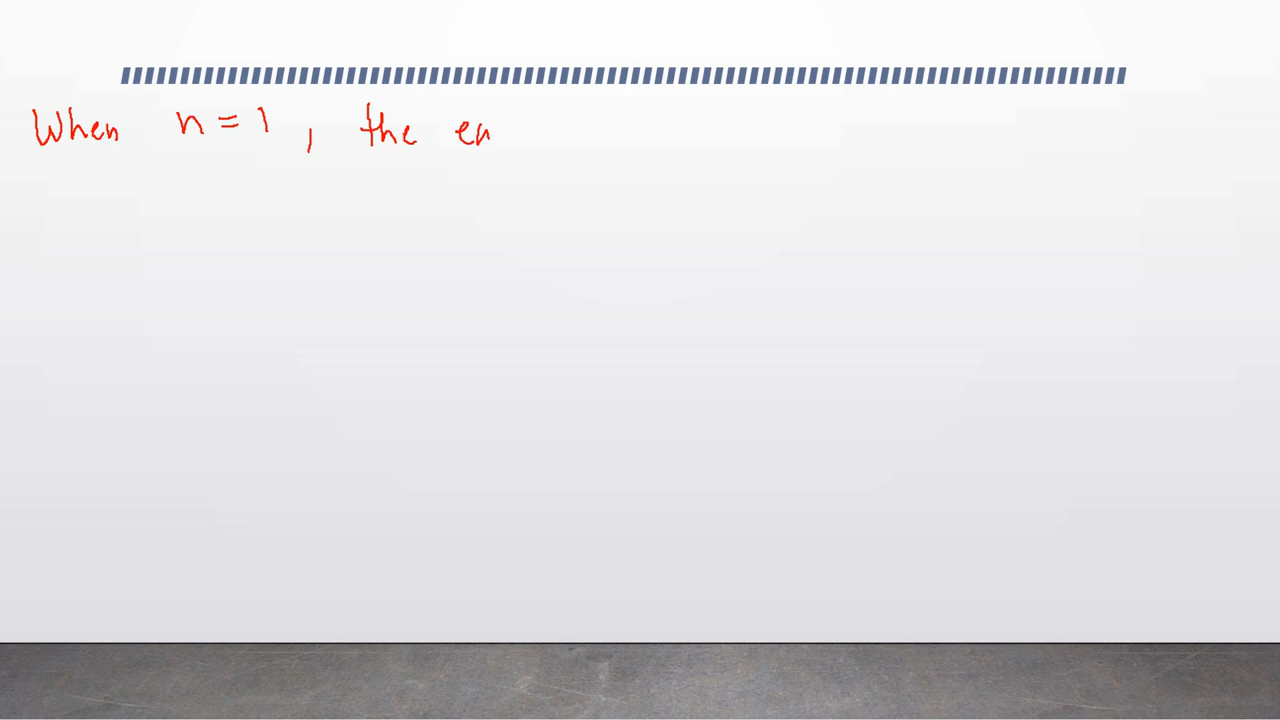 When n = 1 , the en